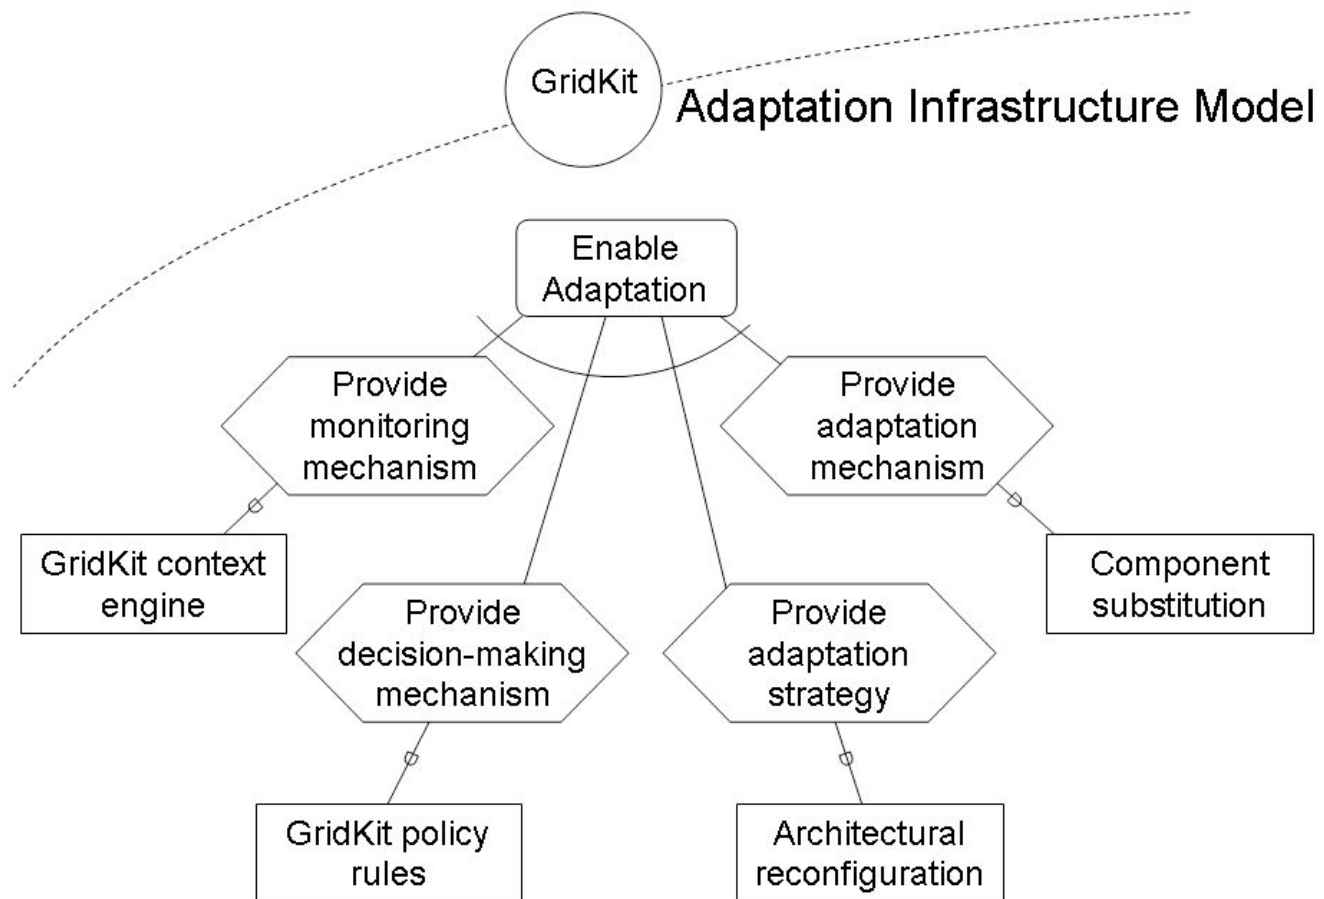 GridKit
Adaptation Infrastructure Model
Enable
Adaptation
Provide
monitoring
mechanism
Provide
adaptation
mechanism
GridKit context
engine
Component
substitution
Provide
decision-making
mechanism
Provide
adaptation
strategy
GridKit policy
rules
Architectural
reconfiguration